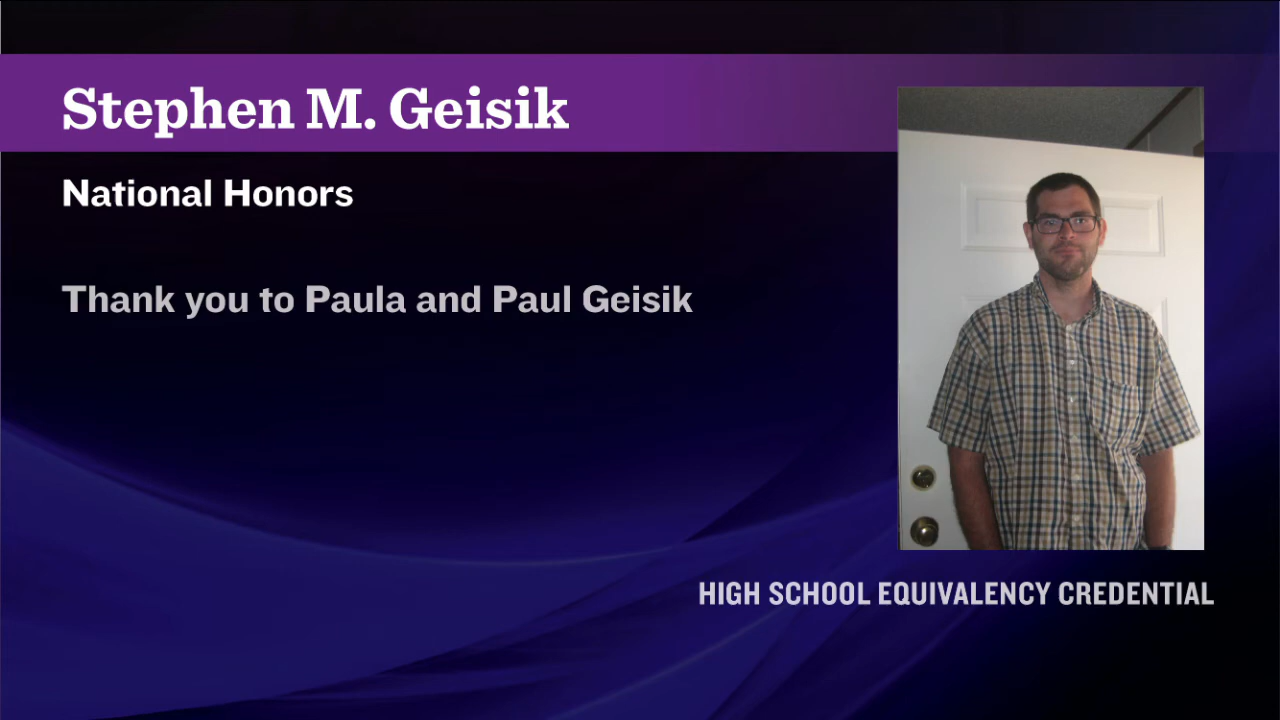 Stephen M. Geisik
National Honors
Thank you to Paula and Paul Geisik
HIGH SCHOOL EQUIVALENCY CREDENTIAL